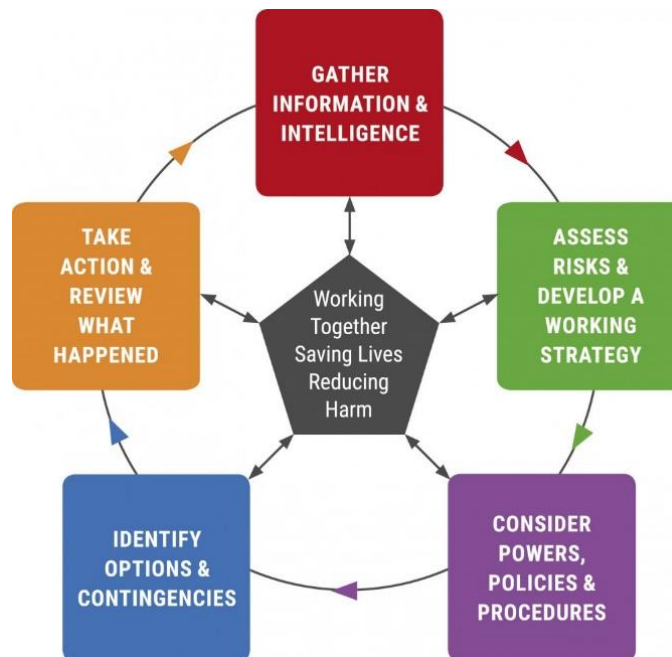 GATHER
INFORMATION &
INTELLIGENCE
ASSESS
RISKS &
DEVELOP A
WORKING
STRATEGY
CONSIDER
POWERS,
POLICIES &
PROCEDURES
IDENTIFY
OPTIONS &
CONTINGENCIES
TAKE
ACTION &
REVIEW
WHAT
HAPPENED
Working
Together
Saving Lives
Reducing
Harm